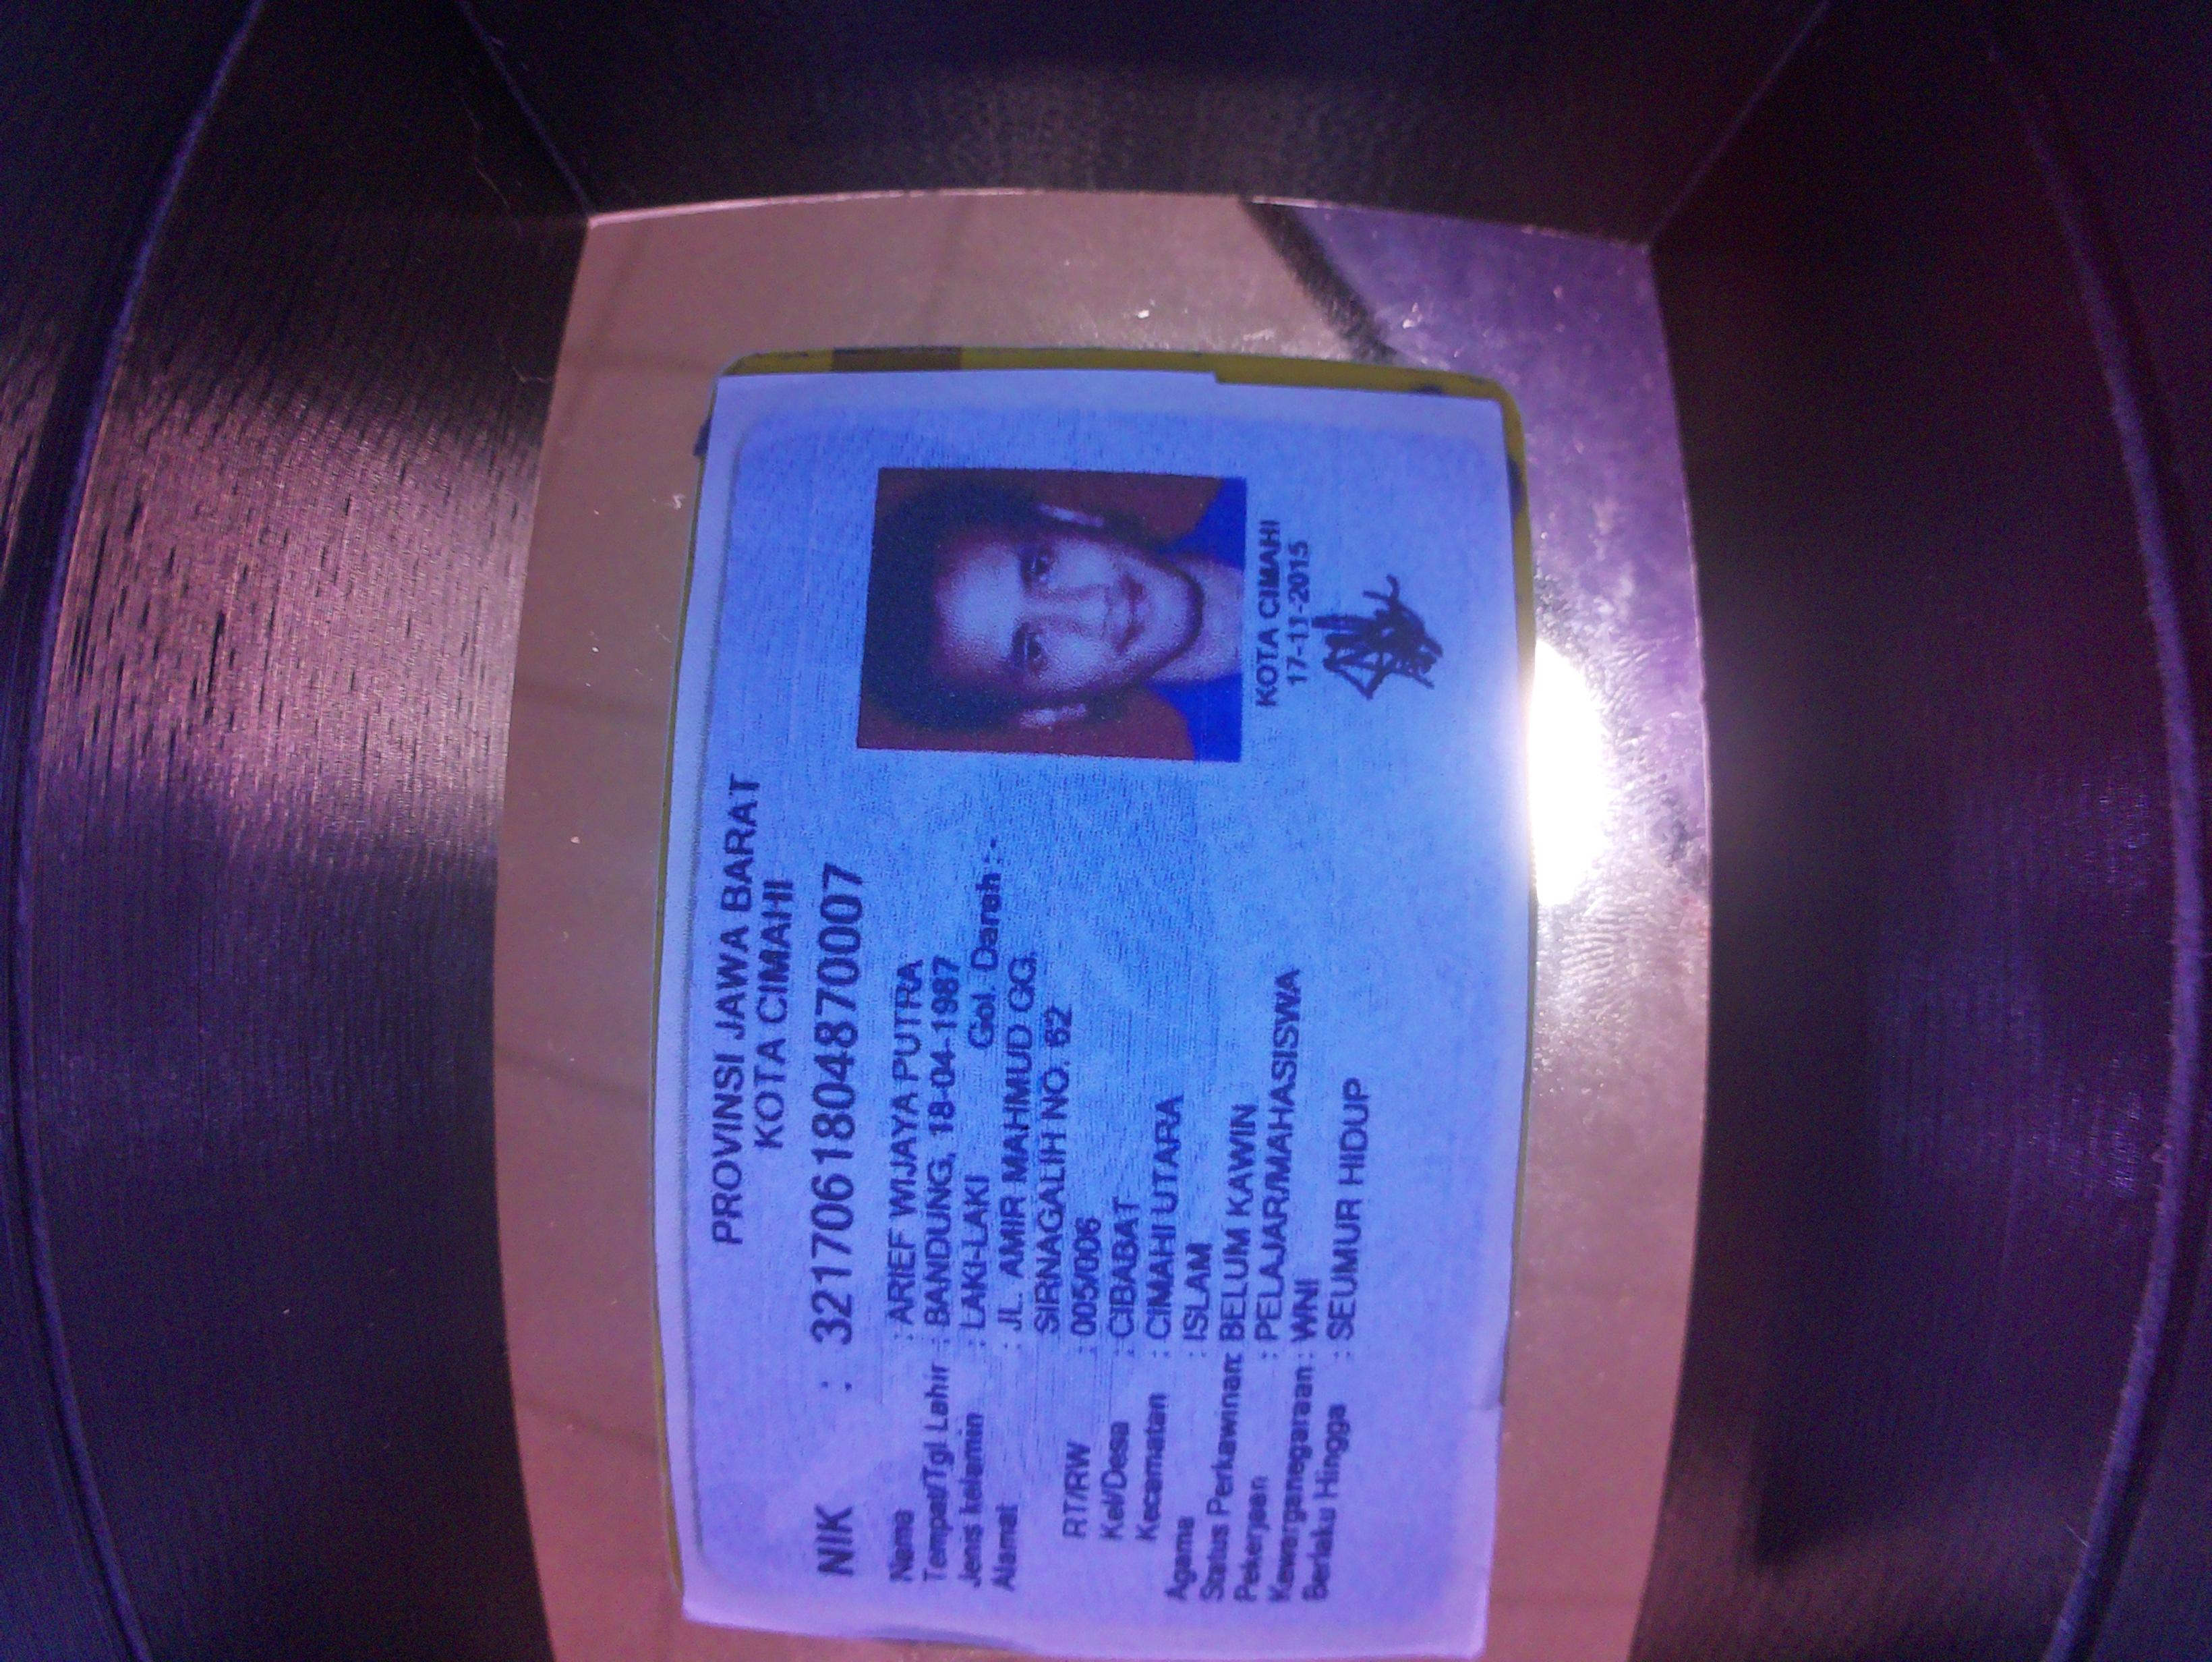 PROVINSI JAWA BARAT
KOTA CIMAHI
NIK : 3217061804870007
Nama : ARIEF WIJAYA PUTRA
Tempat/Tgl Lahir : BANDUNG, 18-04-1987
Jenis kelamin : LAKI-LAKI Gol. Darah : -
Alamat : JL. AMIR MAHMUD GG.
SIRNAGALIH NO. 62
RT/RW : 005/006
Kel/Desa : CIBABAT
Kecamatan : CIMAHI UTARA
Agama : ISLAM
Status Perkawinan: BELUM KAWIN
Pekerjaan : PELAJAR/MAHASISWA
Kewarganegaraan : WNI
Berlaku Hingga : SEUMUR HIDUP
KOTA CIMAHI
17-11-2015